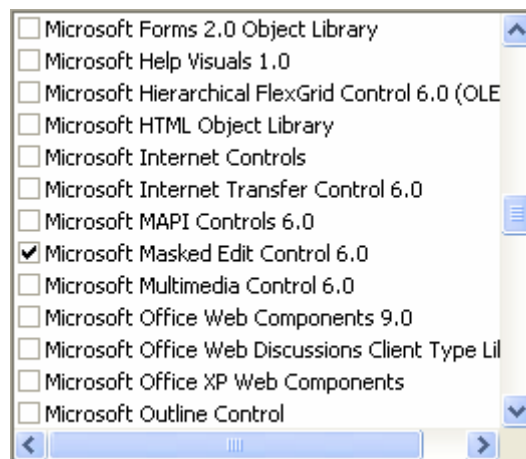 Microsoft Forms 2.0 Object Library
Microsoft Help Visuals 1.0
Microsoft Hierarchical FlexGrid Control 6.0 (OLE
Microsoft HTML Object Library
Microsoft Internet Controls
Microsoft Internet Transfer Control 6.0
Microsoft MAPI Controls 6.0
Microsoft Masked Edit Control 6.0
Microsoft Multimedia Control 6.0
Microsoft Office Web Components 9.0
Microsoft Office Web Discussions Client Type Lil
Microsoft Office XP Web Components
Microsoft Outline Control